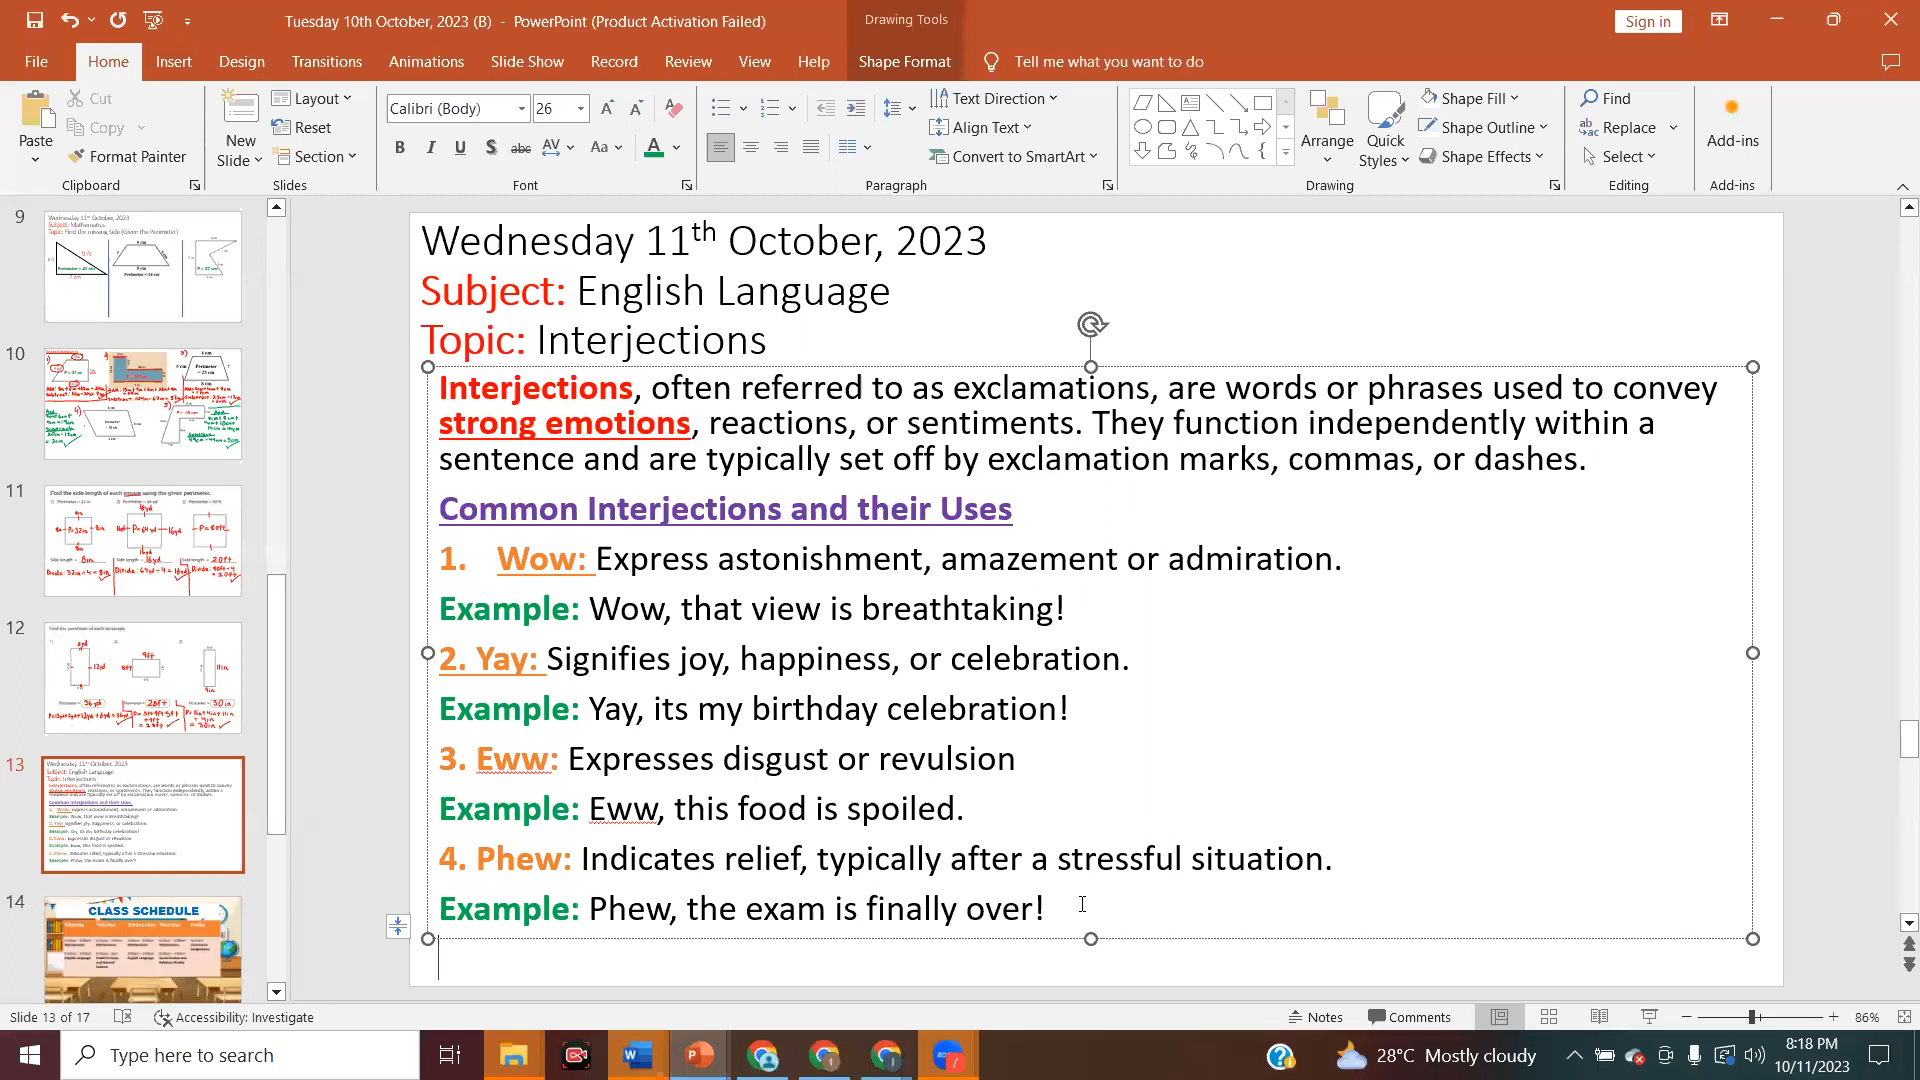 Tuesday 10th October, 2023 (B) - PowerPoint (Product Activation Failed)
Drawing Tools
Sign in
File Home Insert Design Transitions Animations Slide Show Record Review View Help Shape Format Tell me what you want to do
Paste
Cut
Copy
Format Painter
Clipboard
New Slide
Layout
Reset
Section
Slides
Calibri (Body) 26
B I U S abc AV Aa A
Font
Text Direction
Align Text
Convert to SmartArt
Paragraph
Arrange
Quick Styles
Shape Fill
Shape Outline
Shape Effects
Drawing
Find
Replace
Select
Editing
Add-ins
Add-ins
9
10
11
12
13
14
CLASS SCHEDULE
Wednesday 11th October, 2023
Subject: English Language
Topic: Interjections
Interjections, often referred to as exclamations, are words or phrases used to convey
strong emotions, reactions, or sentiments. They function independently within a
sentence and are typically set off by exclamation marks, commas, or dashes.
Common Interjections and their Uses
1. Wow: Express astonishment, amazement or admiration.
Example: Wow, that view is breathtaking!
2. Yay: Signifies joy, happiness, or celebration.
Example: Yay, its my birthday celebration!
3. Eww: Expresses disgust or revulsion
Example: Eww, this food is spoiled.
4. Phew: Indicates relief, typically after a stressful situation.
Example: Phew, the exam is finally over!
Slide 13 of 17 Accessibility: Investigate
Notes Comments 86%
Type here to search
28°C Mostly cloudy
8:18 PM
10/11/2023